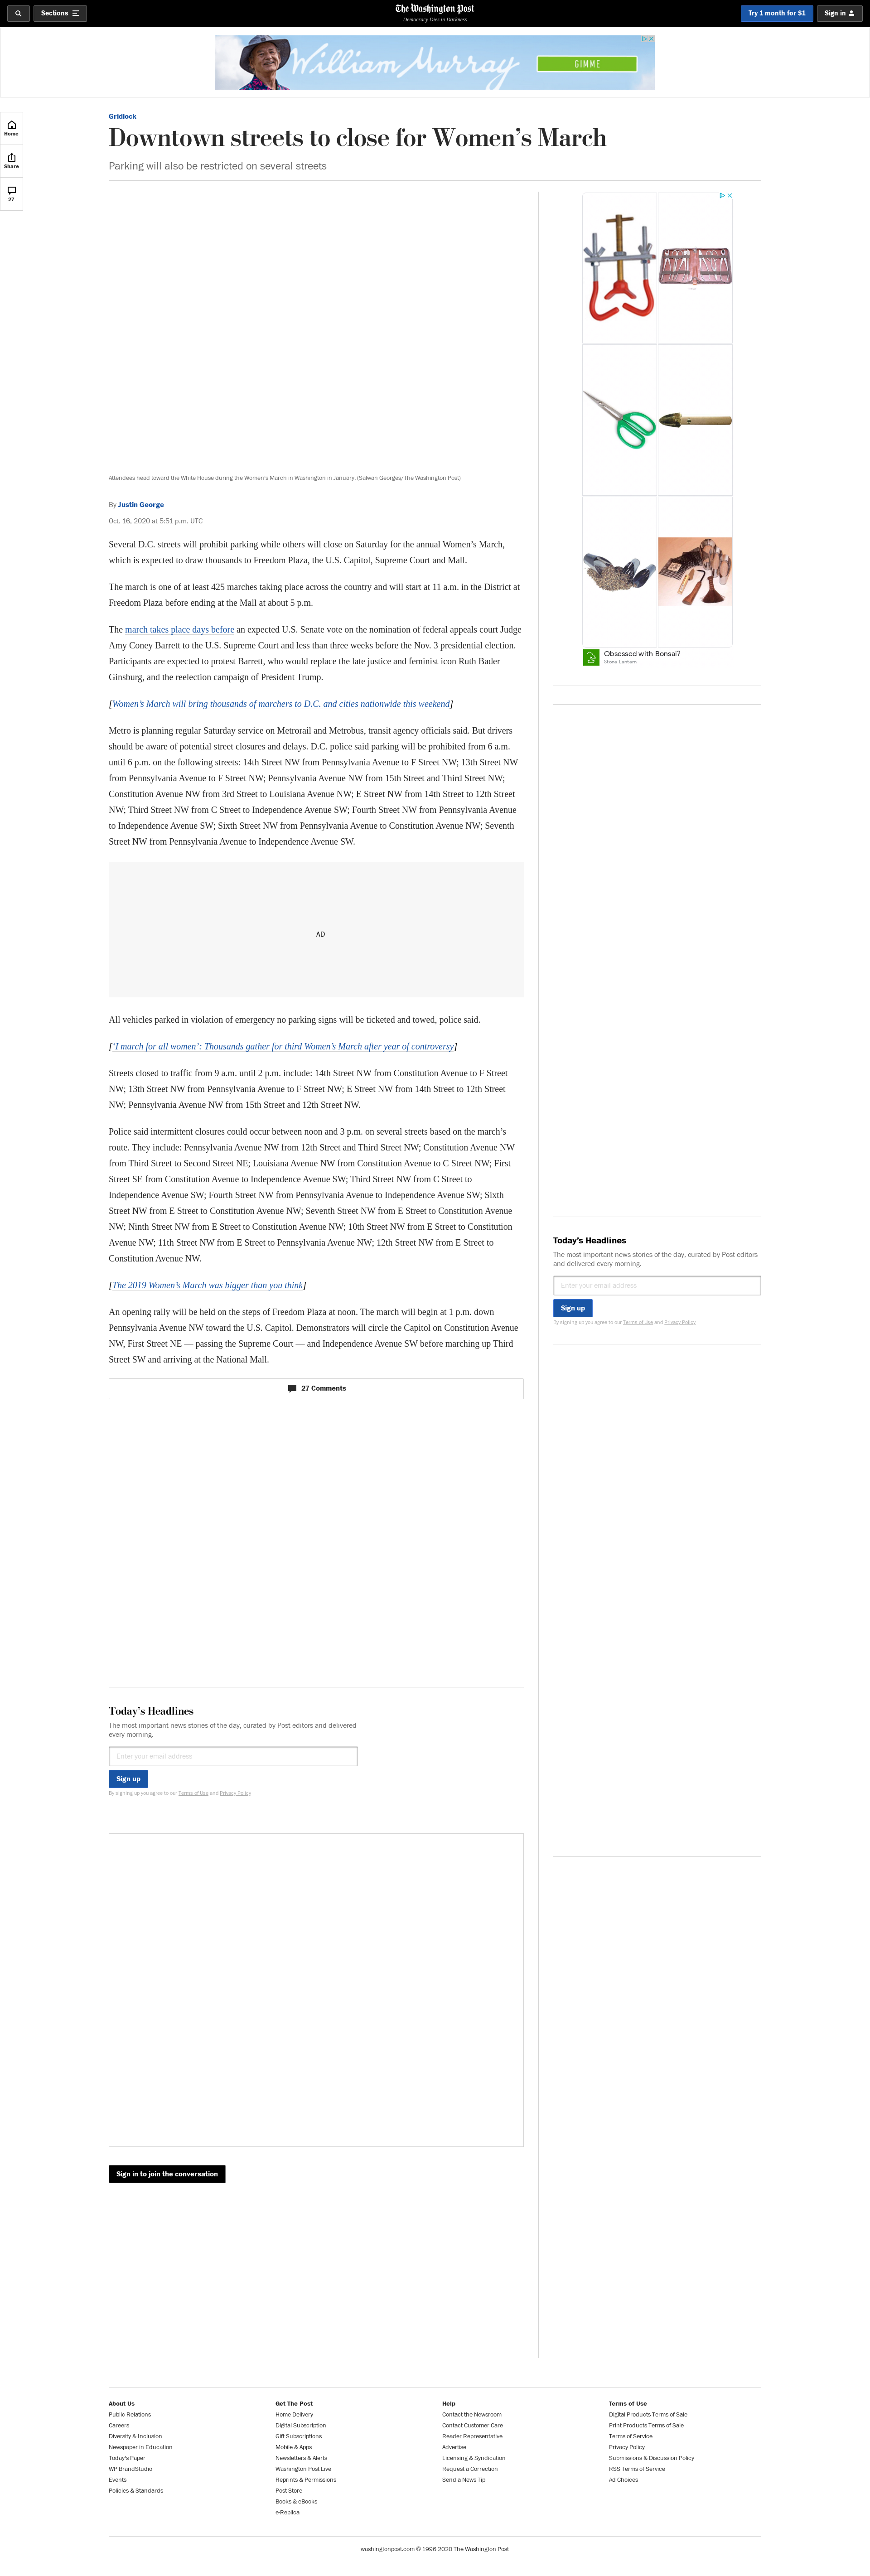 Sections
The Washington Post
Democracy Dies in Darkness
Try 1 month for $1
Sign in
William Murray
GIMME
Home
Share
27
Gridlock
Downtown streets to close for Women’s March
Parking will also be restricted on several streets
Attendees head toward the White House during the Women's March in Washington in January. (Salwan Georges/The Washington Post)
By Justin George
Oct. 16, 2020 at 5:51 p.m. UTC
Several D.C. streets will prohibit parking while others will close on Saturday for the annual Women’s March,
which is expected to draw thousands to Freedom Plaza, the U.S. Capitol, Supreme Court and Mall.
The march is one of at least 425 marches taking place across the country and will start at 11 a.m. in the District at
Freedom Plaza before ending at the Mall at about 5 p.m.
The march takes place days before an expected U.S. Senate vote on the nomination of federal appeals court Judge
Amy Coney Barrett to the U.S. Supreme Court and less than three weeks before the Nov. 3 presidential election.
Participants are expected to protest Barrett, who would replace the late justice and feminist icon Ruth Bader
Ginsburg, and the reelection campaign of President Trump.
[Women’s March will bring thousands of marchers to D.C. and cities nationwide this weekend]
Metro is planning regular Saturday service on Metrorail and Metrobus, transit agency officials said. But drivers
should be aware of potential street closures and delays. D.C. police said parking will be prohibited from 6 a.m.
until 6 p.m. on the following streets: 14th Street NW from Pennsylvania Avenue to F Street NW; 13th Street NW
from Pennsylvania Avenue to F Street NW; Pennsylvania Avenue NW from 15th Street and Third Street NW;
Constitution Avenue NW from 3rd Street to Louisiana Avenue NW; E Street NW from 14th Street to 12th Street
NW; Third Street NW from C Street to Independence Avenue SW; Fourth Street NW from Pennsylvania Avenue
to Independence Avenue SW; Sixth Street NW from Pennsylvania Avenue to Constitution Avenue NW; Seventh
Street NW from Pennsylvania Avenue to Independence Avenue SW.
AD
All vehicles parked in violation of emergency no parking signs will be ticketed and towed, police said.
[‘I march for all women’: Thousands gather for third Women’s March after year of controversy]
Streets closed to traffic from 9 a.m. until 2 p.m. include: 14th Street NW from Constitution Avenue to F Street
NW; 13th Street NW from Pennsylvania Avenue to F Street NW; E Street NW from 14th Street to 12th Street
NW; Pennsylvania Avenue NW from 15th Street and 12th Street NW.
Police said intermittent closures could occur between noon and 3 p.m. on several streets based on the march’s
route. They include: Pennsylvania Avenue NW from 12th Street and Third Street NW; Constitution Avenue NW
from Third Street to Second Street NE; Louisiana Avenue NW from Constitution Avenue to C Street NW; First
Street SE from Constitution Avenue to Independence Avenue SW; Third Street NW from C Street to
Independence Avenue SW; Fourth Street NW from Pennsylvania Avenue to Independence Avenue SW; Sixth
Street NW from E Street to Constitution Avenue NW; Seventh Street NW from E Street to Constitution Avenue
NW; Ninth Street NW from E Street to Constitution Avenue NW; 10th Street NW from E Street to Constitution
Avenue NW; 11th Street NW from E Street to Pennsylvania Avenue NW; 12th Street NW from E Street to
Constitution Avenue NW.
[The 2019 Women’s March was bigger than you think]
An opening rally will be held on the steps of Freedom Plaza at noon. The march will begin at 1 p.m. down
Pennsylvania Avenue NW toward the U.S. Capitol. Demonstrators will circle the Capitol on Constitution Avenue
NW, First Street NE — passing the Supreme Court — and Independence Avenue SW before marching up Third
Street SW and arriving at the National Mall.
27 Comments
Obsessed with Bonsai?
Stone Lantern
Today’s Headlines
The most important news stories of the day, curated by Post editors
and delivered every morning.
Enter your email address
Sign up
By signing up you agree to our Terms of Use and Privacy Policy
Today’s Headlines
The most important news stories of the day, curated by Post editors and delivered
every morning.
Enter your email address
Sign up
By signing up you agree to our Terms of Use and Privacy Policy
Sign in to join the conversation
About Us
Public Relations
Careers
Diversity & Inclusion
Newspaper in Education
Today's Paper
WP BrandStudio
Events
Policies & Standards
Get The Post
Home Delivery
Digital Subscription
Gift Subscriptions
Mobile & Apps
Newsletters & Alerts
Washington Post Live
Reprints & Permissions
Post Store
Books & eBooks
e-Replica
Help
Contact the Newsroom
Contact Customer Care
Reader Representative
Advertise
Licensing & Syndication
Request a Correction
Send a News Tip
Terms of Use
Digital Products Terms of Sale
Print Products Terms of Sale
Terms of Service
Privacy Policy
Submissions & Discussion Policy
RSS Terms of Service
Ad Choices
washingtonpost.com © 1996-2020 The Washington Post